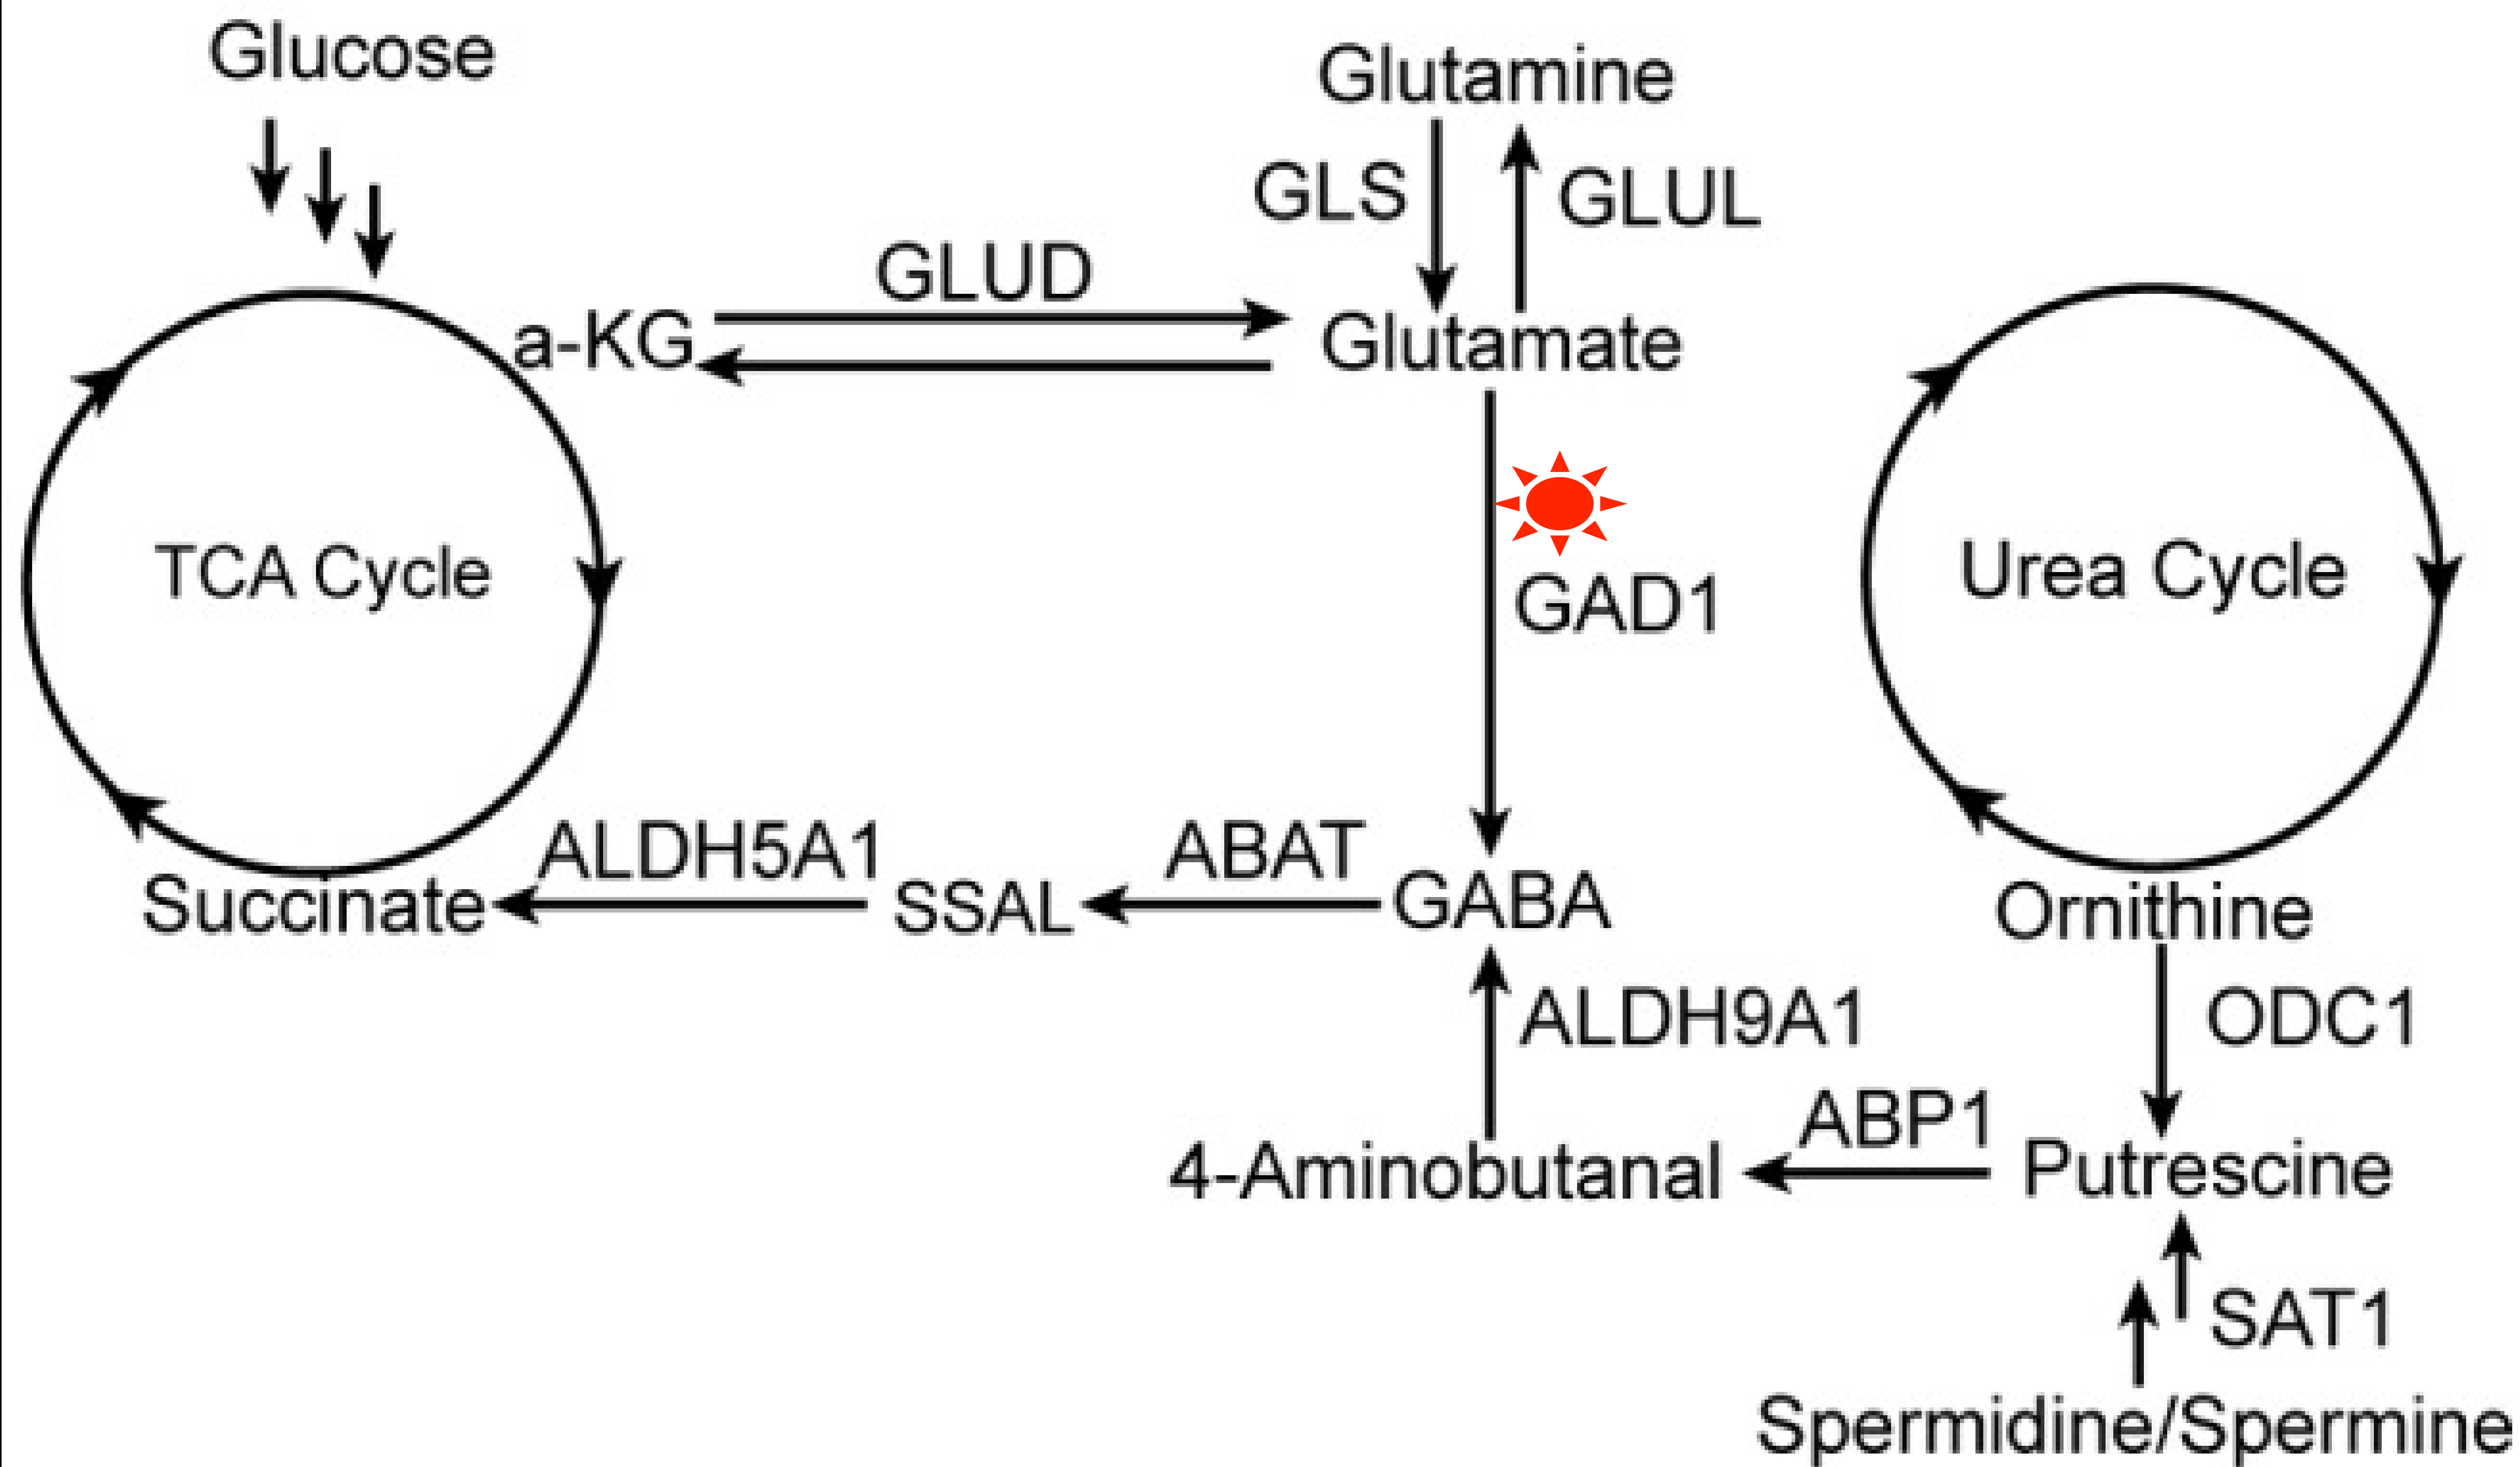 Glucose
Glutamine
GLS
GLUL
GLUD
a-KG
Glutamate
TCA Cycle
GAD1
Urea Cycle
ALDH5A1
ABAT
Succinate
SSAL
GABA
Ornithine
ALDH9A1
ODC1
ABP1
4-Aminobutanal
Putrescine
SAT1
Spermidine/Spermine